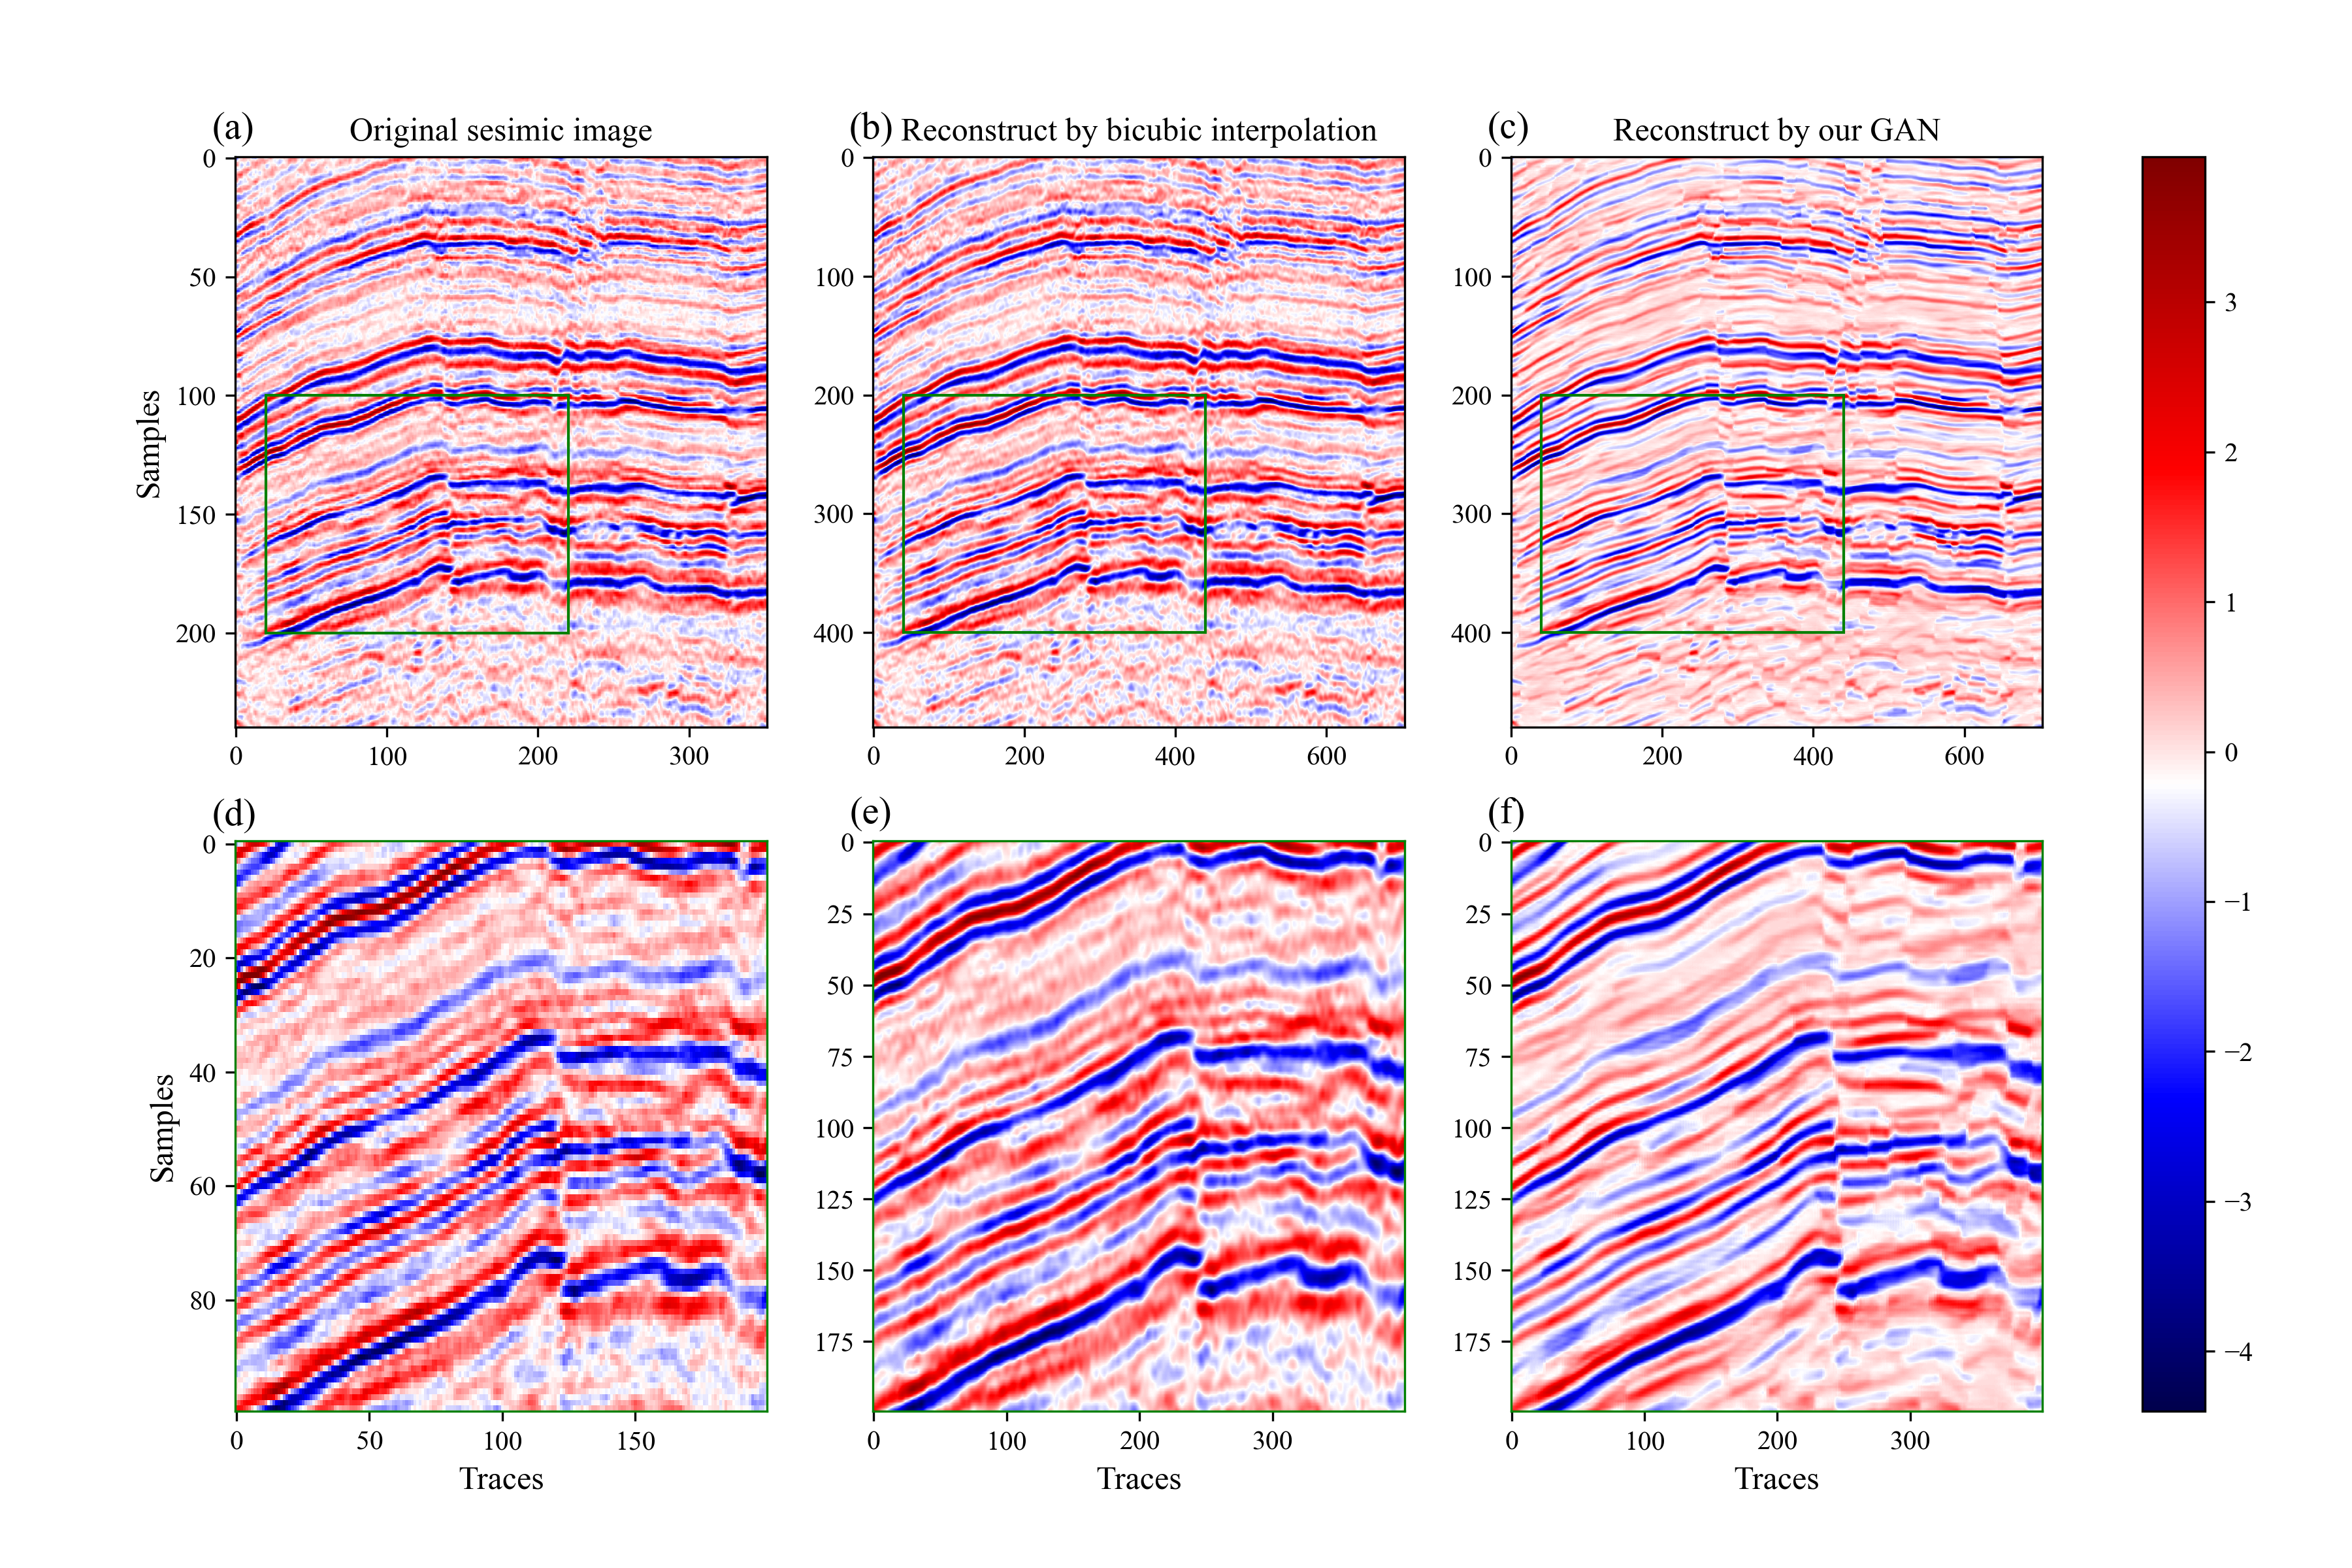 (a) Original sesimic image
(b) Reconstruct by bicubic interpolation
(c) Reconstruct by our GAN
0
50
100
150
200
Samples
0 100 200 300
0
100
200
300
400
0 200 400 600
0
100
200
300
400
0 200 400 600
3
2
1
0
−1
−2
−3
−4
(d)
0
20
40
60
80
Samples
0 50 100 150
Traces
(e)
0
25
50
75
100
125
150
175
0 100 200 300
Traces
(f)
0
25
50
75
100
125
150
175
0 100 200 300
Traces